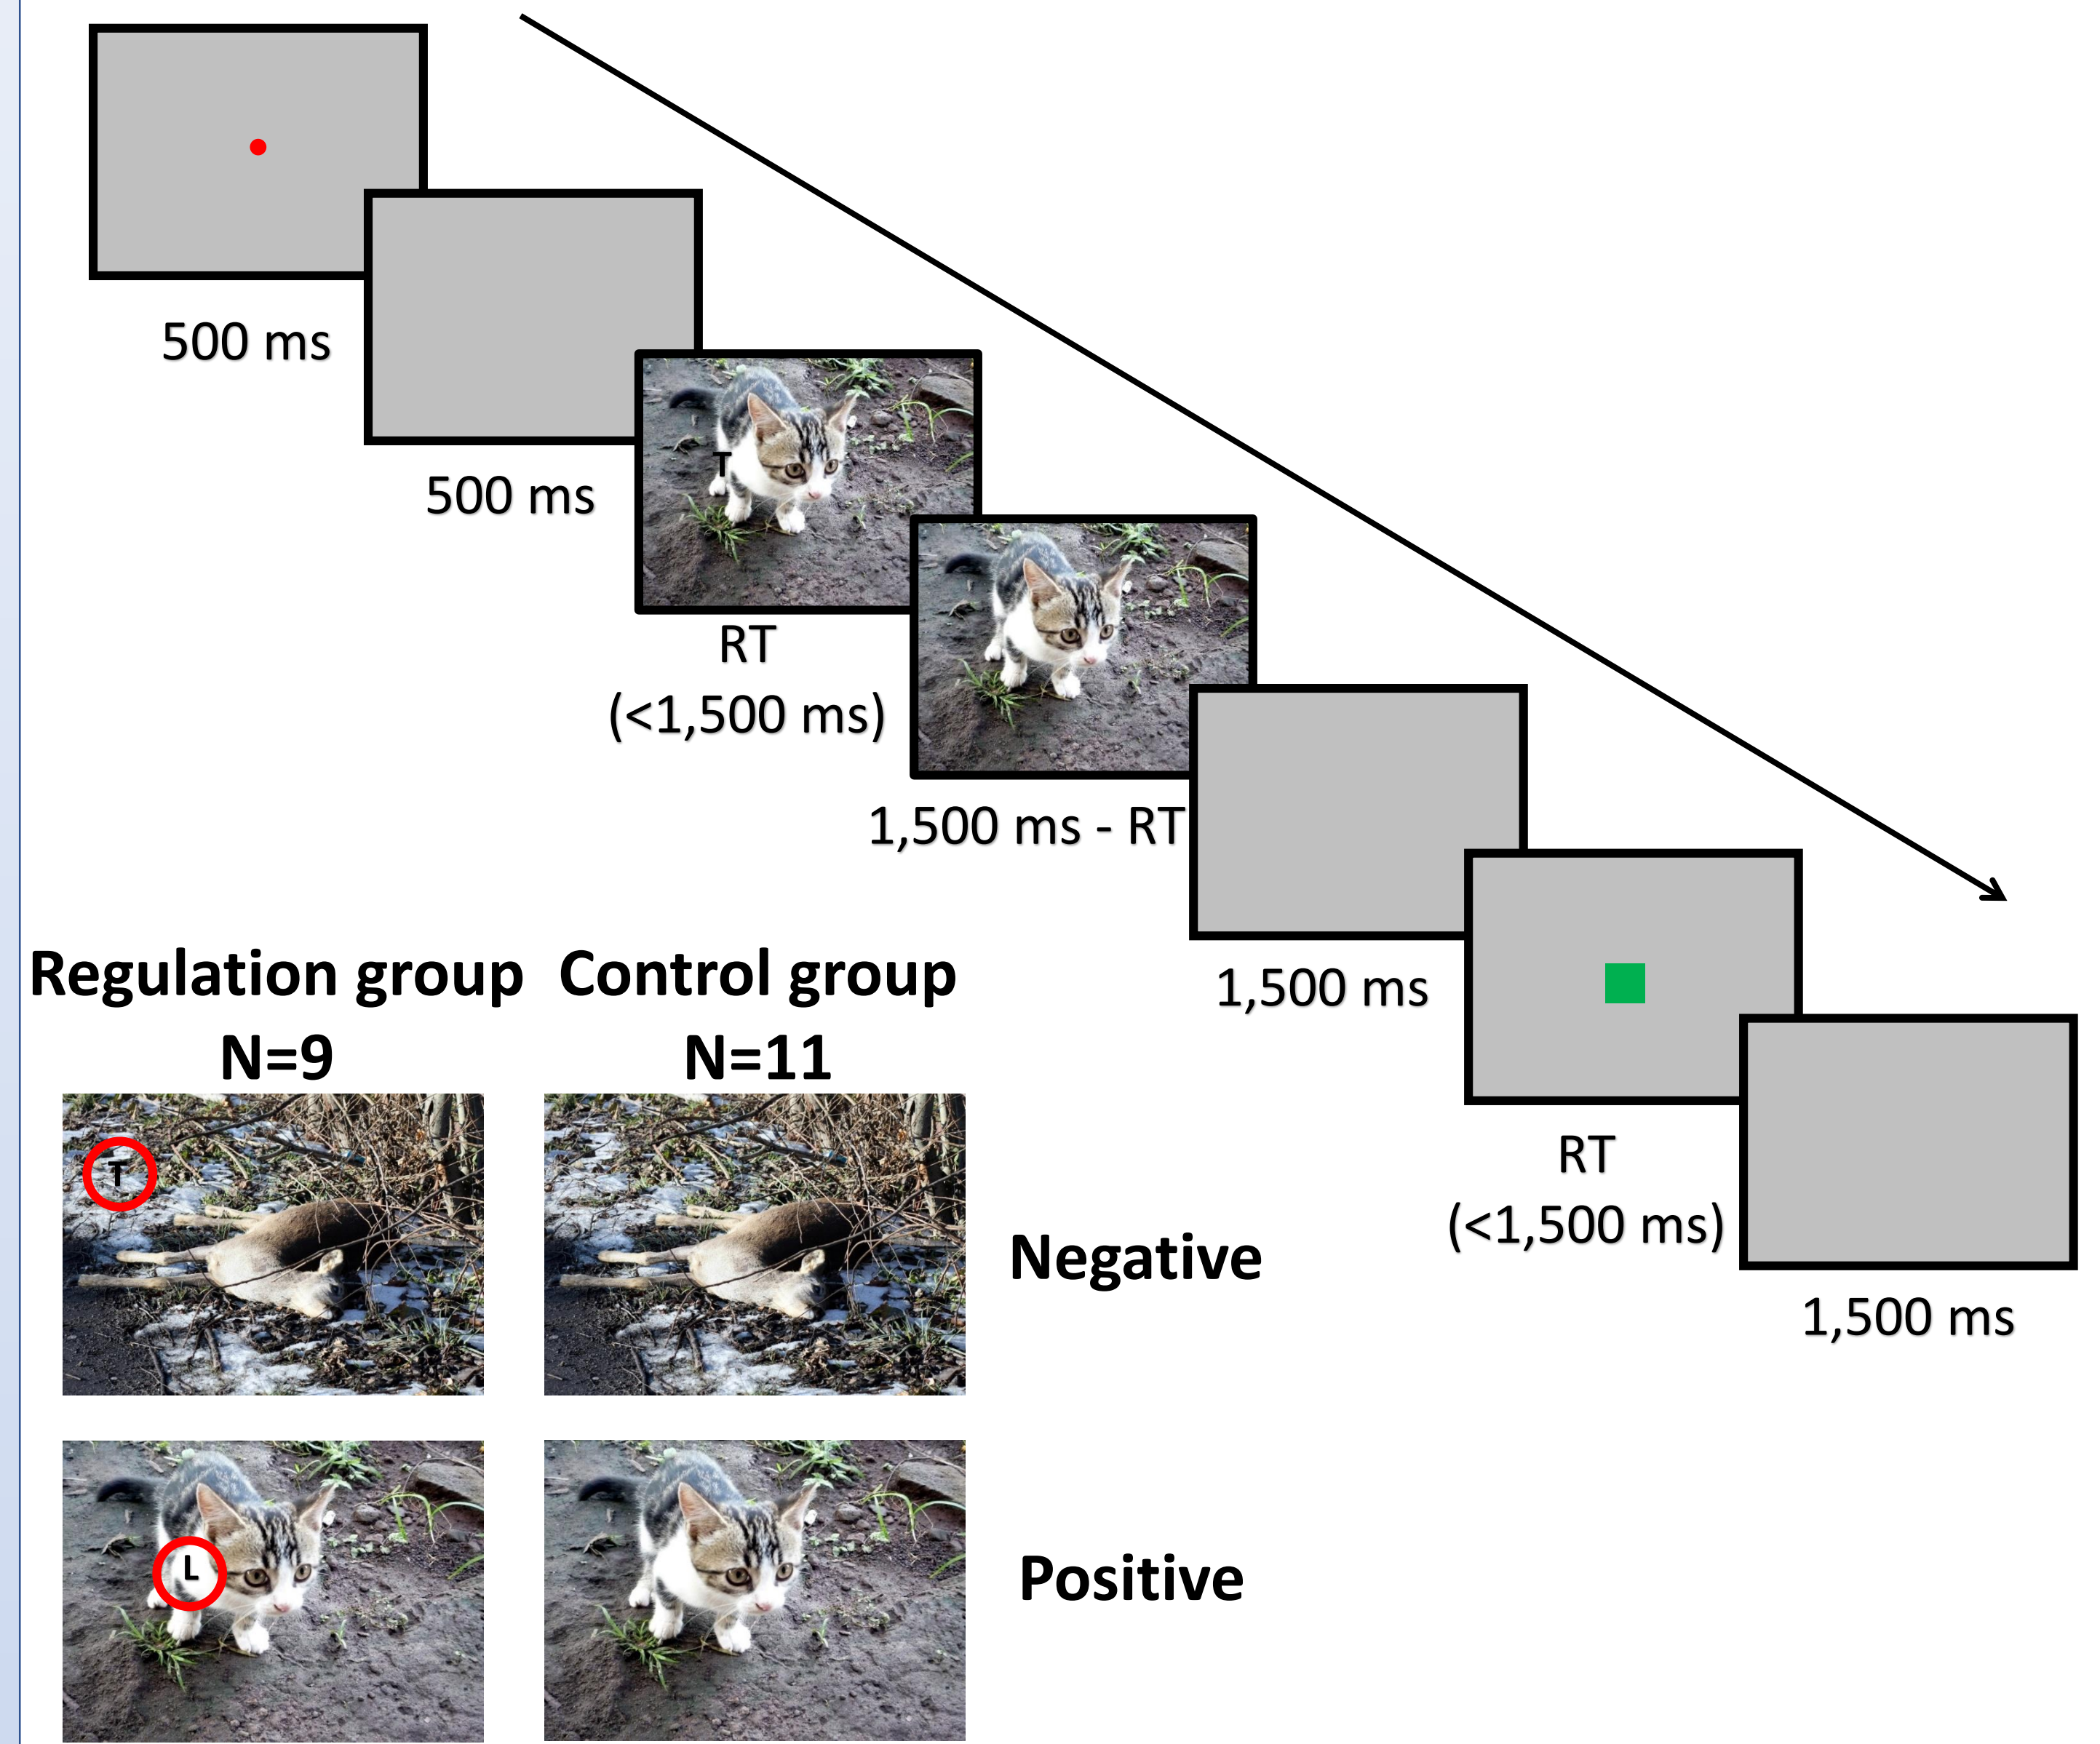 500 ms
500 ms
T
RT
(<1,500 ms)
1,500 ms - RT
1,500 ms
RT
(<1,500 ms)
1,500 ms
Regulation group Control group
N=9 N=11
T
Negative
L
Positive